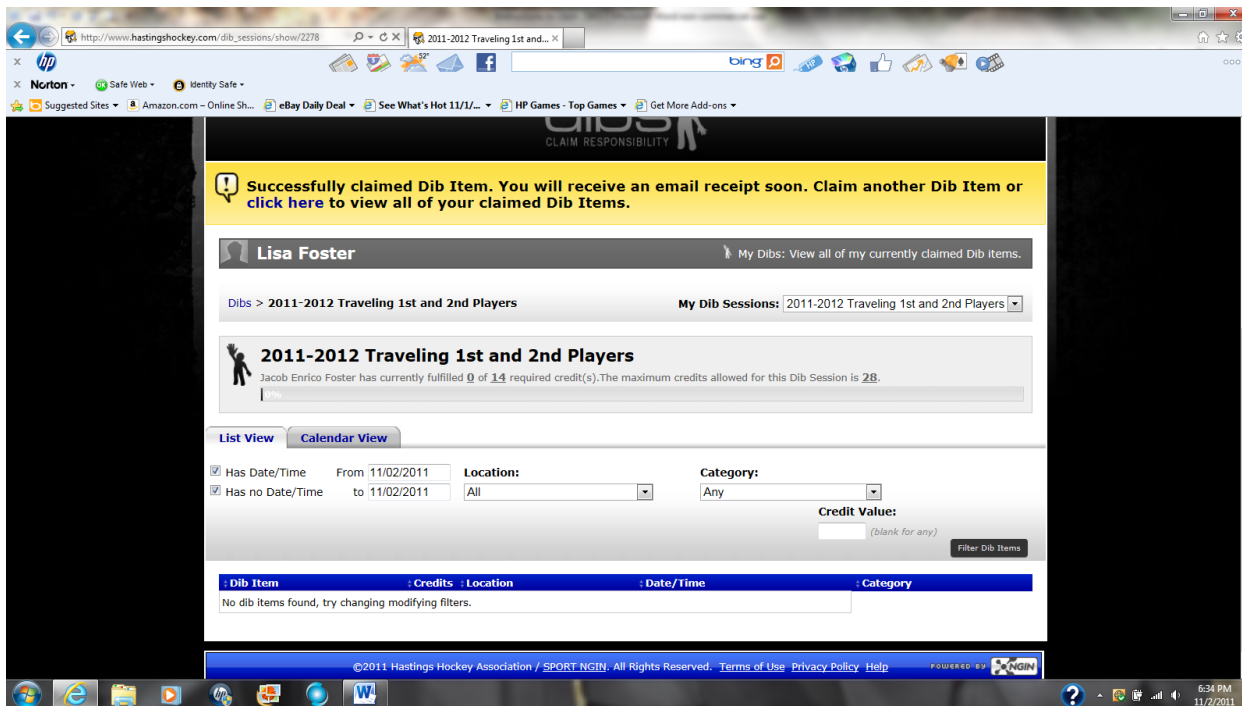 http://www.hastingshockey.com/dib_sessions/show/2278
2011-2012 Traveling 1st and...
hp
52°
bing
Norton
Safe Web
Identity Safe
Suggested Sites
Amazon.com – Online Sh...
eBay Daily Deal
See What's Hot 11/1/...
HP Games - Top Games
Get More Add-ons
dibs
CLAIM RESPONSIBILITY
Successfully claimed Dib Item. You will receive an email receipt soon. Claim another Dib Item or
click here to view all of your claimed Dib Items.
Lisa Foster
My Dibs: View all of my currently claimed Dib items.
Dibs > 2011-2012 Traveling 1st and 2nd Players
My Dib Sessions: 2011-2012 Traveling 1st and 2nd Players
2011-2012 Traveling 1st and 2nd Players
Jacob Enrico Foster has currently fulfilled 0 of 14 required credit(s).The maximum credits allowed for this Dib Session is 28.
0%
List View Calendar View
Has Date/Time From 11/02/2011 Location: Category:
Has no Date/Time to 11/02/2011 All Any
Credit Value:
(blank for any)
Filter Dib Items
Dib Item Credits Location Date/Time Category
No dib items found, try changing modifying filters.
©2011 Hastings Hockey Association / SPORT NGIN. All Rights Reserved. Terms of Use Privacy Policy Help
POWERED BY NGIN
6:34 PM
11/2/2011